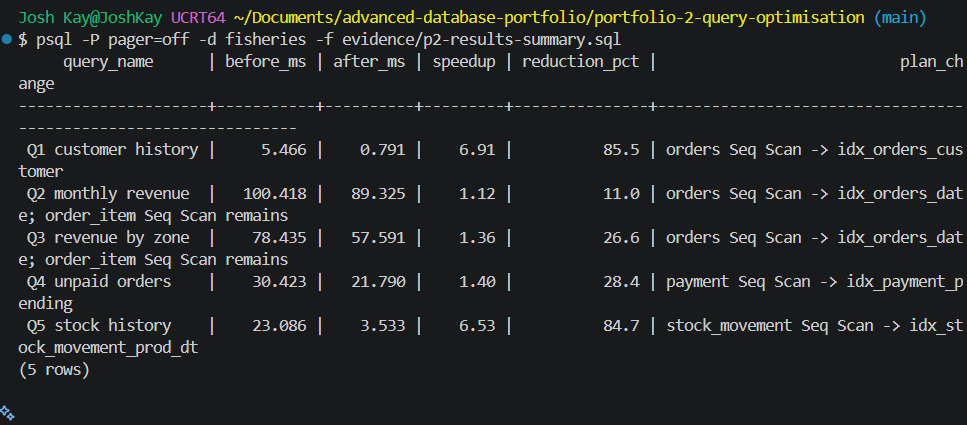 Josh Kay@JoshKay UCRT64 ~/Documents/advanced-database-portfolio/portfolio-2-query-optimisation (main)
$ psql -P pager=off -d fisheries -f evidence/p2-results-summary.sql
     query_name      | before_ms | after_ms | speedup | reduction_pct |                          plan_ch
ange
---------------------+-----------+----------+---------+---------------+--------------------------------
--------------------------------
 Q1 customer history |     5.466 |    0.791 |    6.91 |          85.5 | orders Seq Scan -> idx_orders_cus
tomer
 Q2 monthly revenue  |   100.418 |   89.325 |    1.12 |          11.0 | orders Seq Scan -> idx_orders_dat
e; order_item Seq Scan remains
 Q3 revenue by zone  |    78.435 |   57.591 |    1.36 |          26.6 | orders Seq Scan -> idx_orders_dat
e; order_item Seq Scan remains
 Q4 unpaid orders    |    30.423 |   21.790 |    1.40 |          28.4 | payment Seq Scan -> idx_payment_p
ending
 Q5 stock history    |    23.086 |    3.533 |    6.53 |          84.7 | stock_movement Seq Scan -> idx_st
ock_movement_prod_dt
(5 rows)